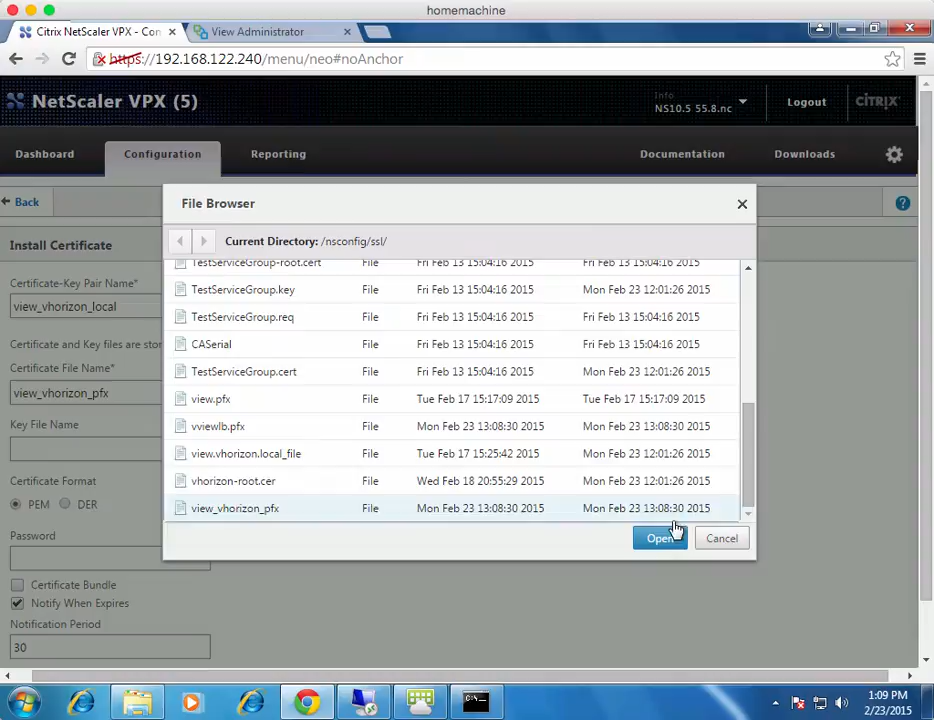 homemachine
Citrix NetScaler VPX - Con
View Administrator
https://192.168.122.240/menu/neo#noAnchor
NetScaler VPX (5)
Info
NS10.5 55.8.nc
Logout
CITRIX
Dashboard
Configuration
Reporting
Documentation
Downloads
Back
?
Install Certificate
Certificate-Key Pair Name*
view_vhorizon_local
Certificate and Key files are stor
Certificate File Name*
view_vhorizon_pfx
Key File Name
Certificate Format
PEM DER
Password
Certificate Bundle
Notify When Expires
Notification Period
30
File Browser
Current Directory: /nsconfig/ssl/
TestServiceGroup-root.cert File Fri Feb 13 15:04:16 2015 Fri Feb 13 15:04:16 2015
TestServiceGroup.key File Fri Feb 13 15:04:16 2015 Mon Feb 23 12:01:26 2015
TestServiceGroup.req File Fri Feb 13 15:04:16 2015 Fri Feb 13 15:04:16 2015
CASerial File Fri Feb 13 15:04:16 2015 Fri Feb 13 15:04:16 2015
TestServiceGroup.cert File Fri Feb 13 15:04:16 2015 Mon Feb 23 12:01:26 2015
view.pfx File Tue Feb 17 15:17:09 2015 Tue Feb 17 15:17:09 2015
vviewlb.pfx File Mon Feb 23 13:08:30 2015 Mon Feb 23 13:08:30 2015
view.vhorizon.local_file File Tue Feb 17 15:25:42 2015 Mon Feb 23 12:01:26 2015
vhorizon-root.cer File Wed Feb 18 20:55:29 2015 Mon Feb 23 12:01:26 2015
view_vhorizon_pfx File Mon Feb 23 13:08:30 2015 Mon Feb 23 13:08:30 2015
Open
Cancel
C:\_
1:09 PM
2/23/2015